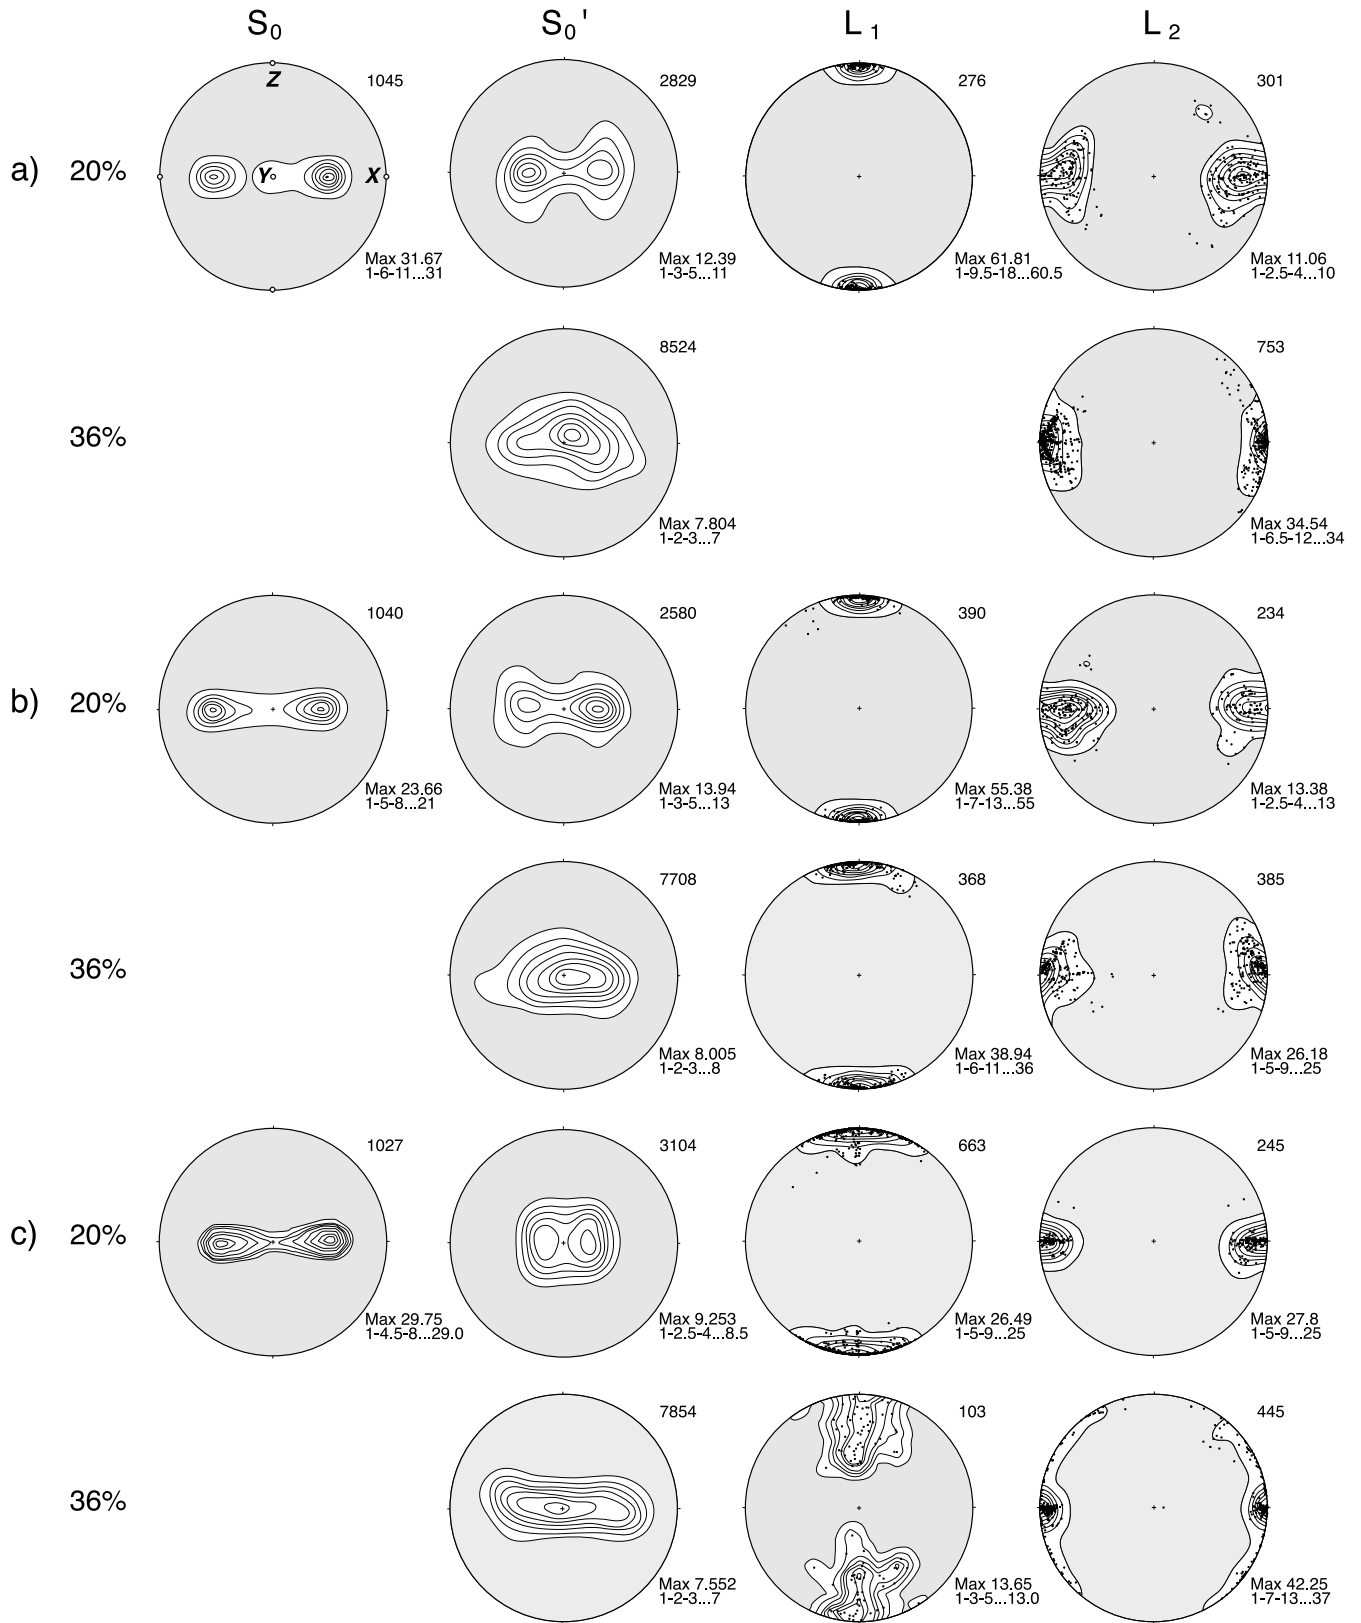 S0 S0' L1 L2
a) 20%
Z
Y X
1045
Max 31.67
1-6-11...31
2829
Max 12.39
1-3-5...11
276
Max 61.81
1-9.5-18...60.5
301
Max 11.06
1-2.5-4...10
36%
8524
Max 7.804
1-2-3...7
753
Max 34.54
1-6.5-12...34
b) 20%
1040
Max 23.66
1-5-8...21
2580
Max 13.94
1-3-5...13
390
Max 55.38
1-7-13...55
234
Max 13.38
1-2.5-4...13
36%
7708
Max 8.005
1-2-3...8
368
Max 38.94
1-6-11...36
385
Max 26.18
1-5-9...25
c) 20%
1027
Max 29.75
1-4.5-8...29.0
3104
Max 9.253
1-2.5-4...8.5
663
Max 26.49
1-5-9...25
245
Max 27.8
1-5-9...25
36%
7854
Max 7.552
1-2-3...7
103
Max 13.65
1-3-5...13.0
445
Max 42.25
1-7-13...37